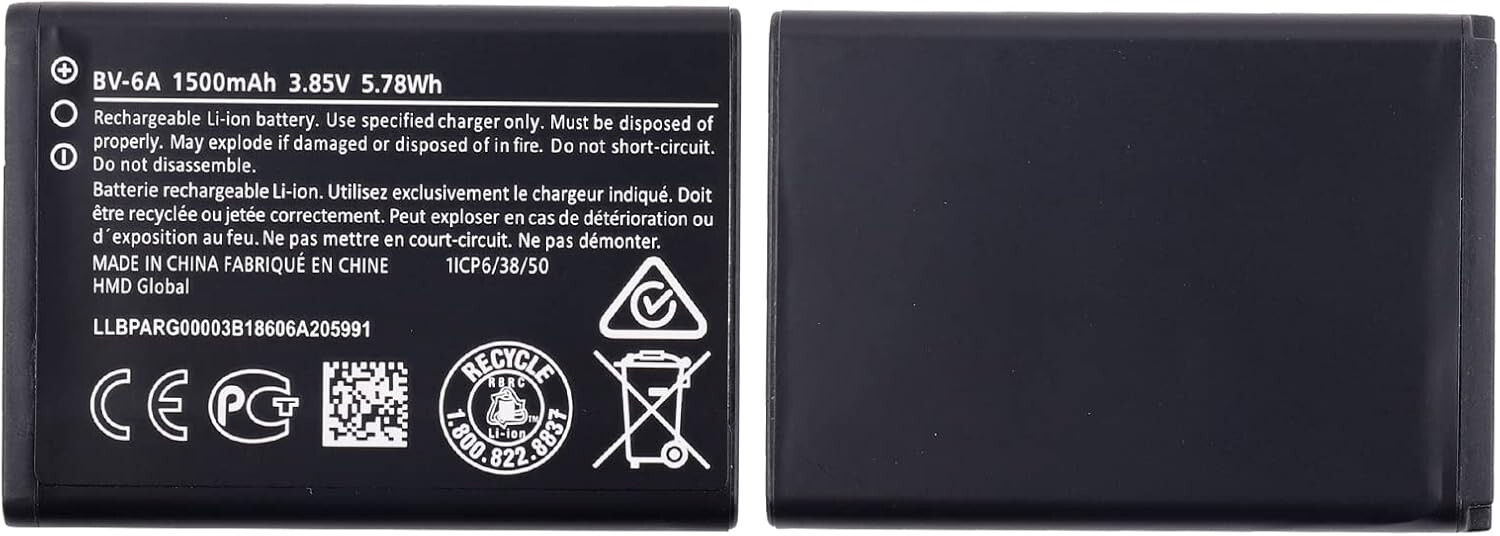 BV-6A 1500mAh 3.85V 5.78Wh
Rechargeable Li-ion battery. Use specified charger only. Must be disposed of
properly. May explode if damaged or disposed of in fire. Do not short-circuit.
Do not disassemble.
Batterie rechargeable Li-ion. Utilisez exclusivement le chargeur indiqué. Doit
être recyclée ou jetée correctement. Peut exploser en cas de détérioration ou
d´exposition au feu. Ne pas mettre en court-circuit. Ne pas démonter.
MADE IN CHINA FABRIQUÉ EN CHINE 1ICP6/38/50
HMD Global
LLBPARG00003B18606A205991
CE PCT
RECYCLE
RBRC
TM
Li-ion
1.800.822.8837